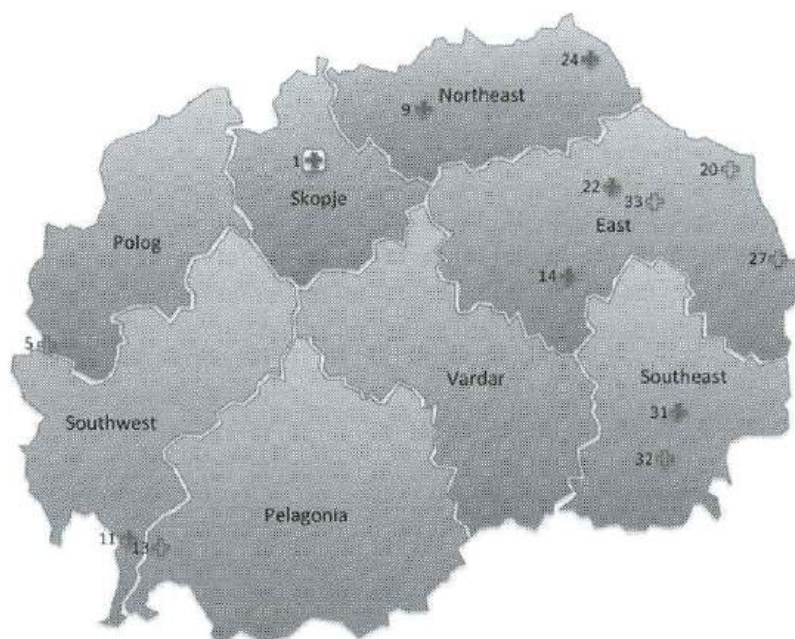 24
Northeast
9
1
Skopje
20
22
33
East
Polog
27
14
5
Vardar
Southeast
31
Southwest
32
Pelagonia
11
13